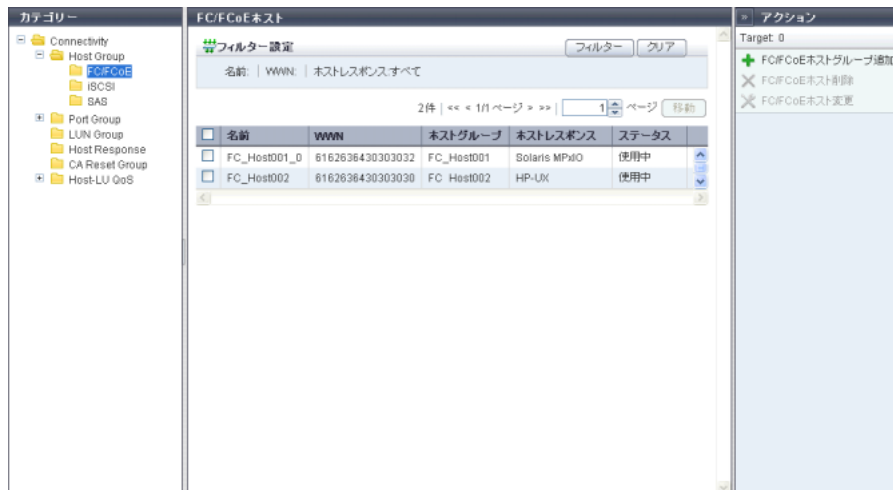 カテゴリー
Connectivity
Host Group
FC/FCoE
iSCSI
SAS
Port Group
LUN Group
Host Response
CA Reset Group
Host-LU QoS
FC/FCoEホスト
フィルター設定
フィルター クリア
名前: | WWN: | ホストレスポンス:すべて
2件 | << < 1/1 ページ > >> | 1 ページ 移動
名前 WWN ホストグループ ホストレスポンス ステータス
FC_Host001_0 6162636430303032 FC_Host001 Solaris MPxIO 使用中
FC_Host002 6162636430303030 FC_Host002 HP-UX 使用中
» アクション
Target: 0
FC/FCoEホストグループ追加
FC/FCoEホスト削除
FC/FCoEホスト変更